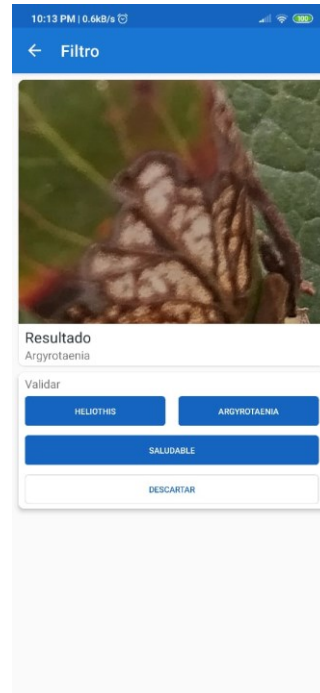 10:13 PM | 0.6kB/s
100
Filtro
Resultado
Argyrotaenia
Validar
HELIOTHIS
ARGYROTAENIA
SALUDABLE
DESCARTAR